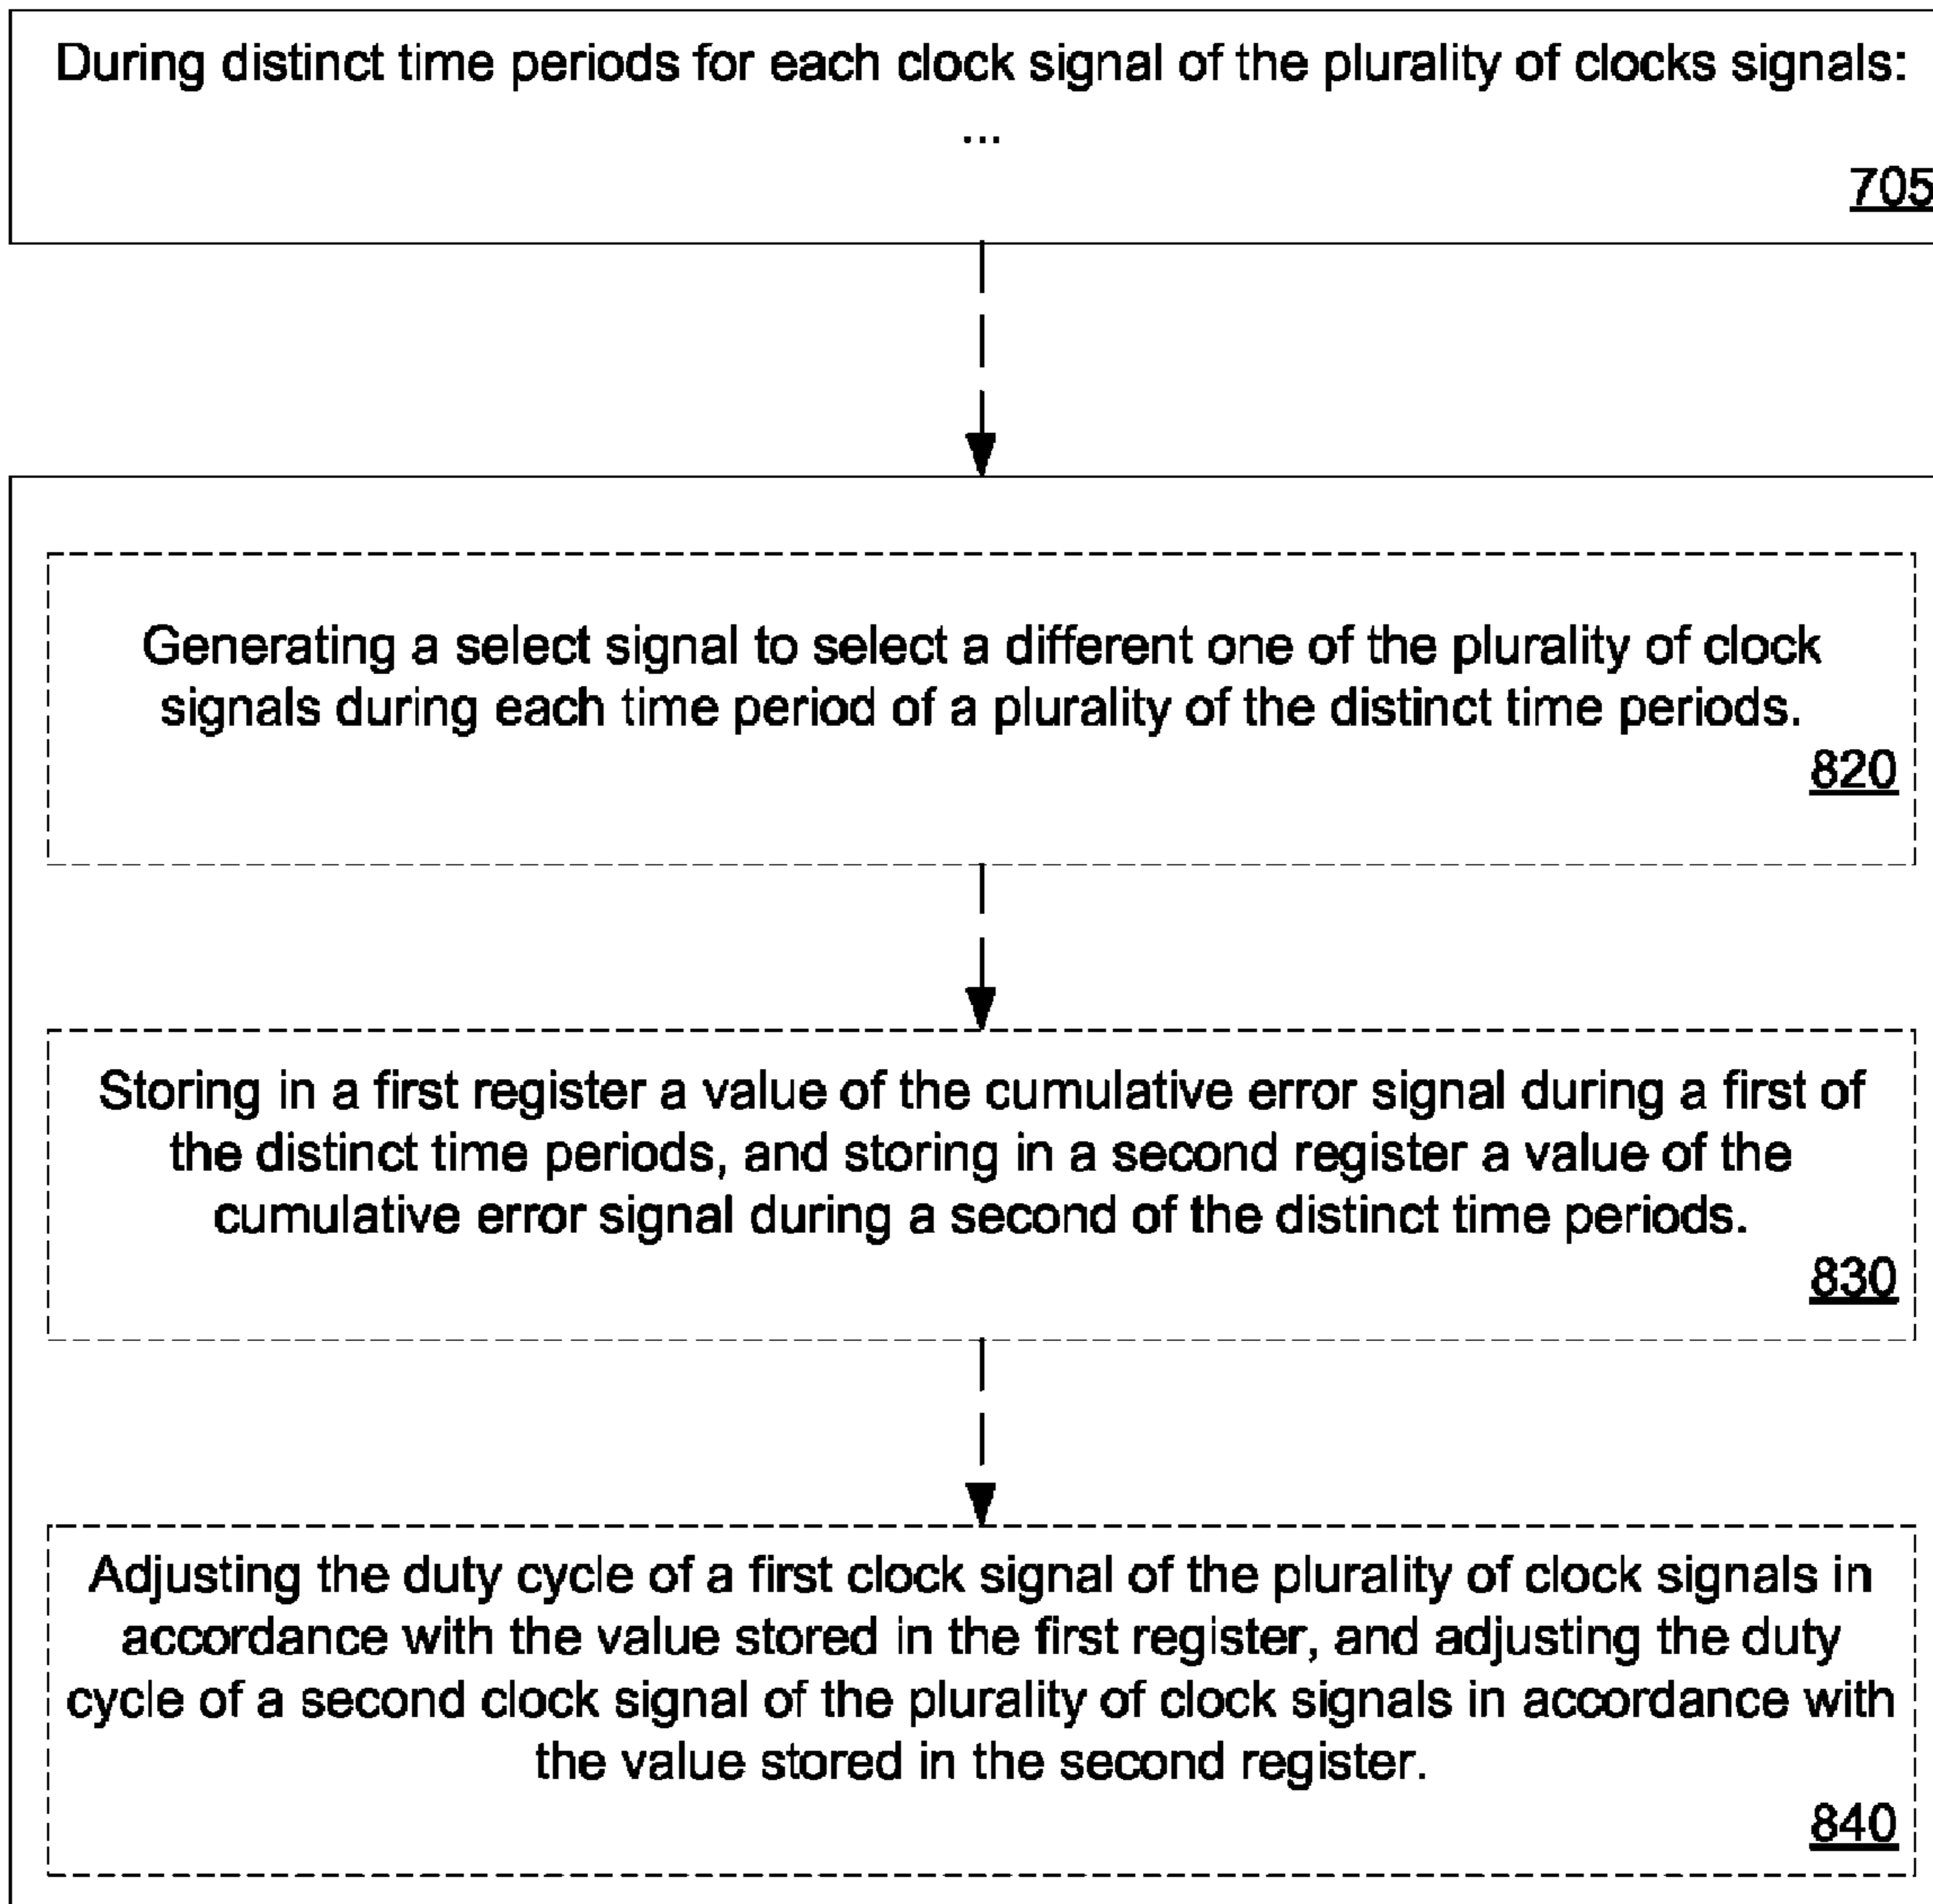 During distinct time periods for each clock signal of the plurality of clocks signals:
...
705
Generating a select signal to select a different one of the plurality of clock
signals during each time period of a plurality of the distinct time periods.
820
Storing in a first register a value of the cumulative error signal during a first of
the distinct time periods, and storing in a second register a value of the
cumulative error signal during a second of the distinct time periods.
830
Adjusting the duty cycle of a first clock signal of the plurality of clock signals in
accordance with the value stored in the first register, and adjusting the duty
cycle of a second clock signal of the plurality of clock signals in accordance with
the value stored in the second register.
840